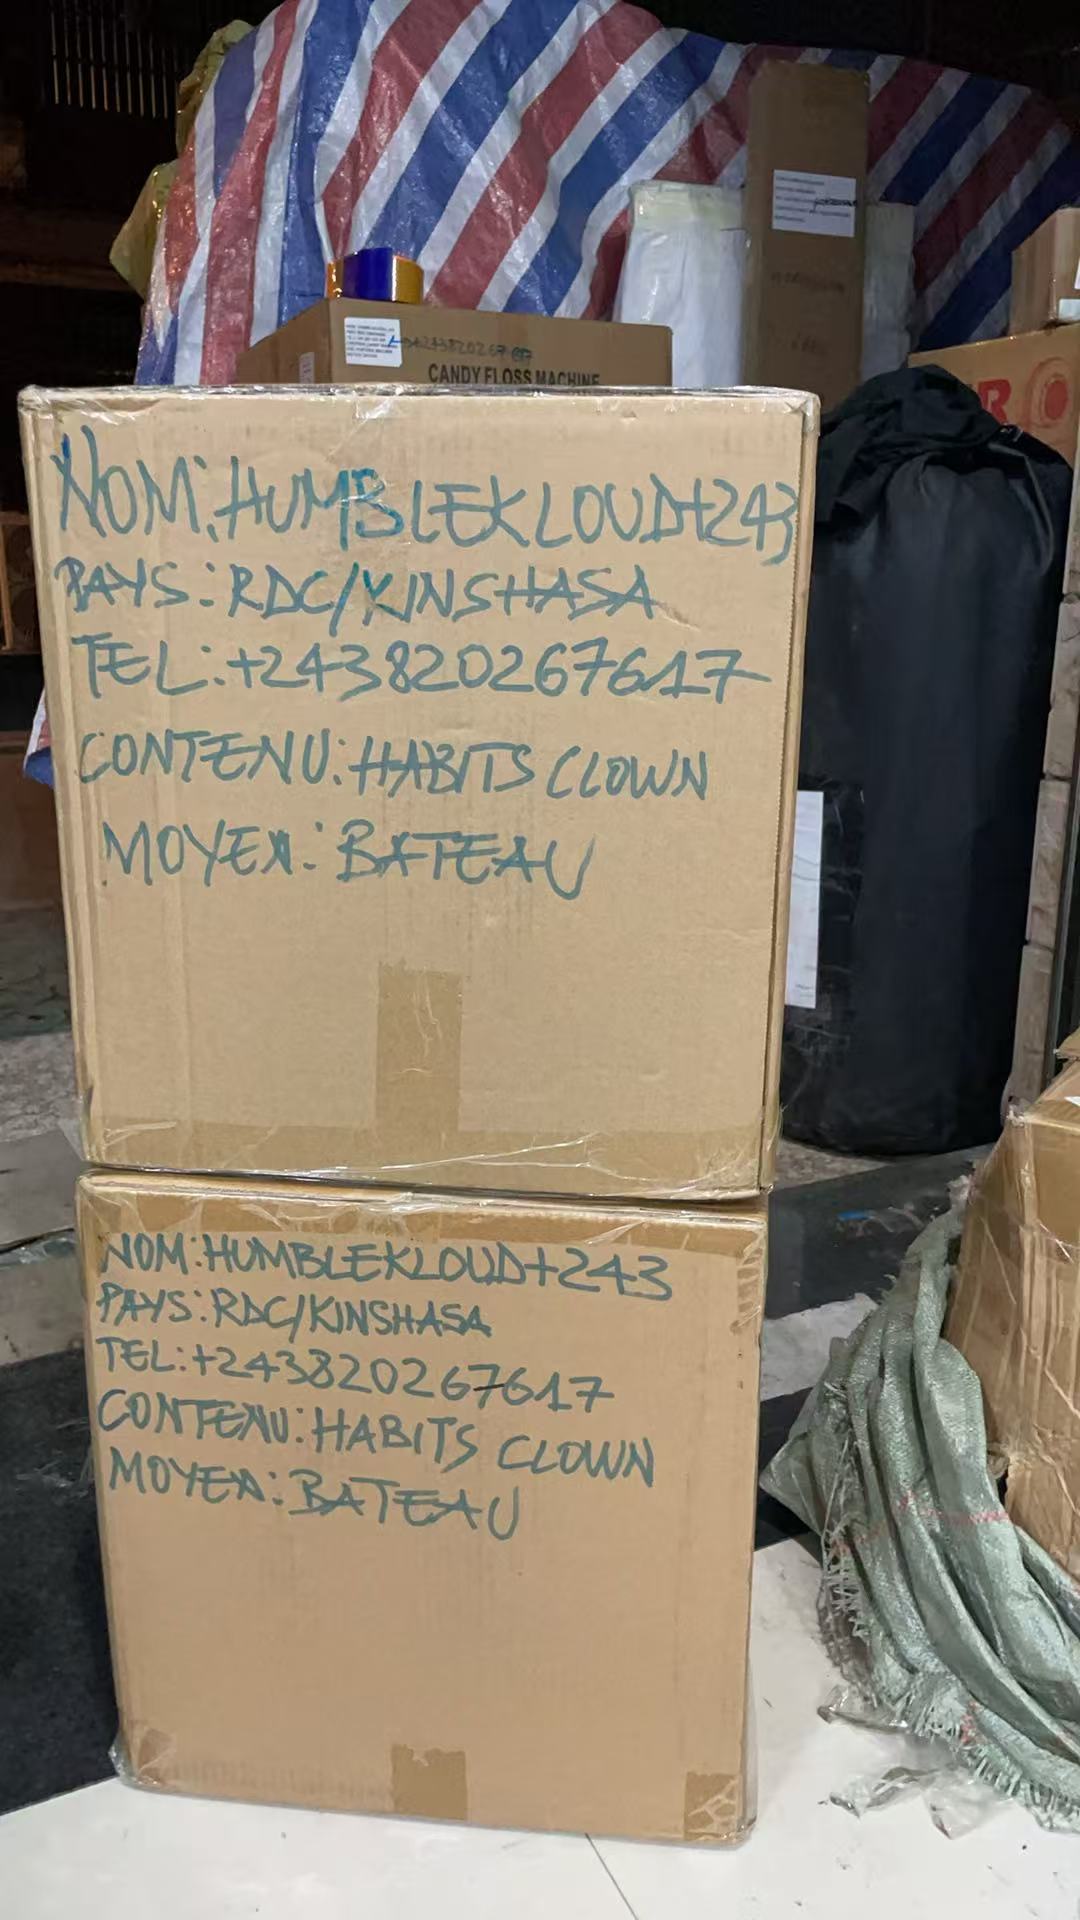 +243820267617
CANDY FLOSS MACHINE
NOM: HUMBLEKLOUD+243
PAYS: RDC/KINSHASA
TEL: +243820267617
CONTENU: HABITS CLOWN
MOYEN: BATEAU
NOM: HUMBLEKLOUD+243
PAYS: RDC/KINSHASA
TEL: +243820267617
CONTENU: HABITS CLOWN
MOYEN: BATEAU